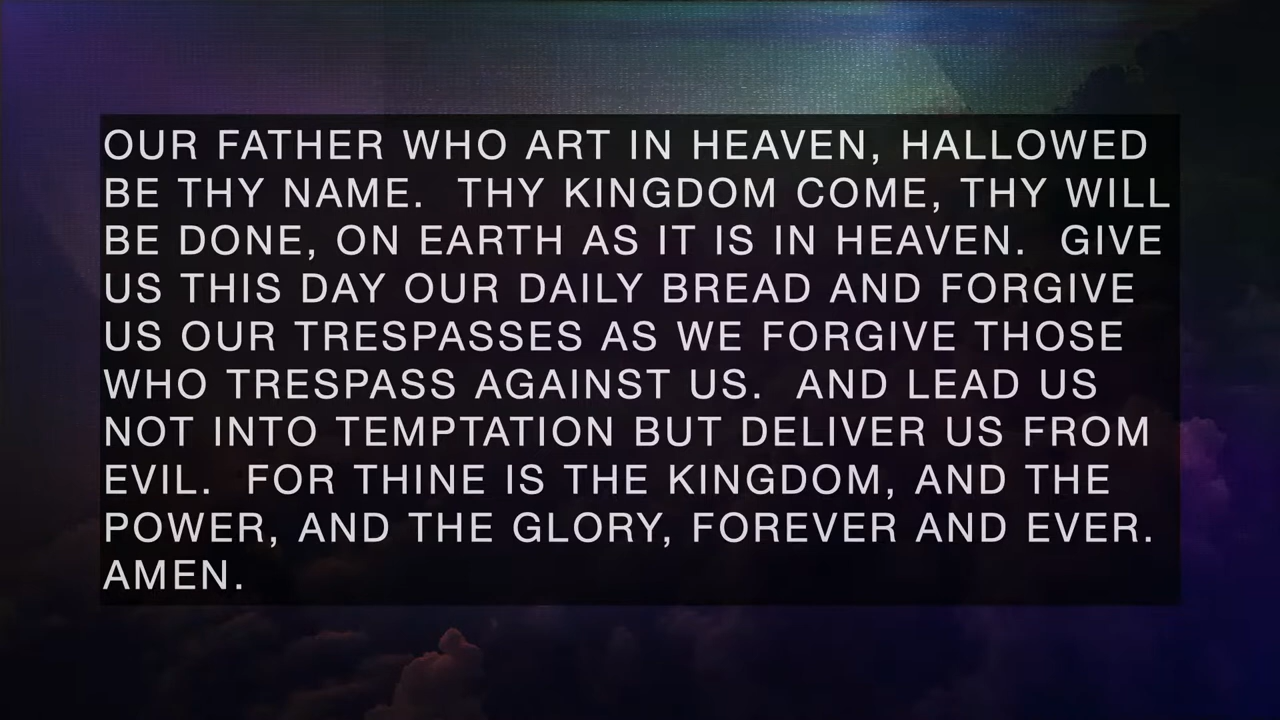 OUR FATHER WHO ART IN HEAVEN, HALLOWED
BE THY NAME.  THY KINGDOM COME, THY WILL
BE DONE, ON EARTH AS IT IS IN HEAVEN.  GIVE
US THIS DAY OUR DAILY BREAD AND FORGIVE
US OUR TRESPASSES AS WE FORGIVE THOSE
WHO TRESPASS AGAINST US.  AND LEAD US
NOT INTO TEMPTATION BUT DELIVER US FROM
EVIL.  FOR THINE IS THE KINGDOM, AND THE
POWER, AND THE GLORY, FOREVER AND EVER.
AMEN.